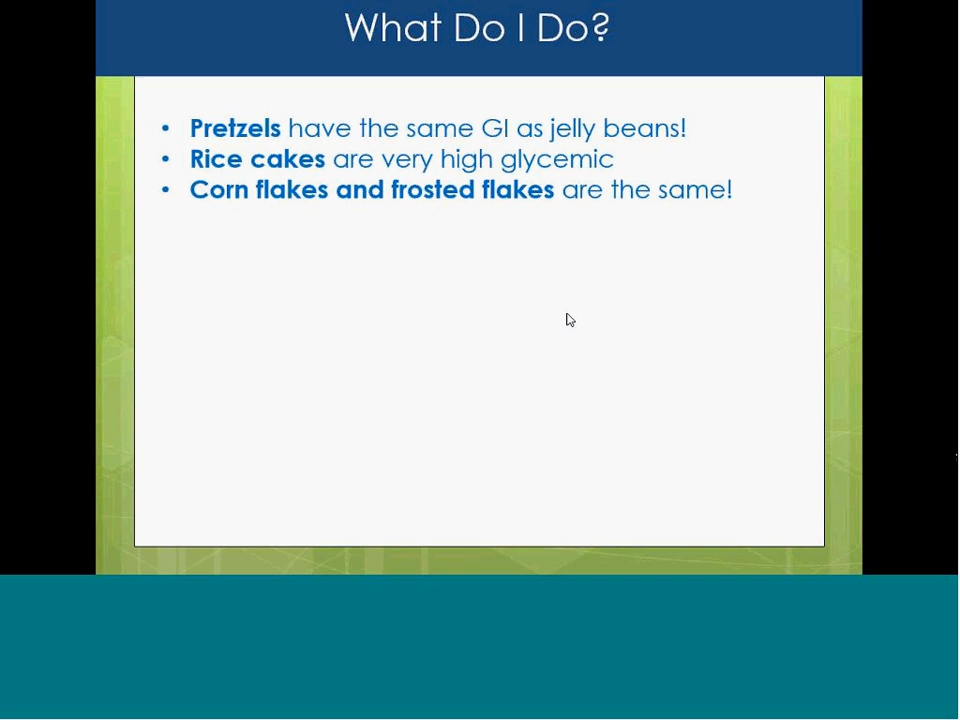 What Do I Do?
• Pretzels have the same GI as jelly beans!
• Rice cakes are very high glycemic
• Corn flakes and frosted flakes are the same!